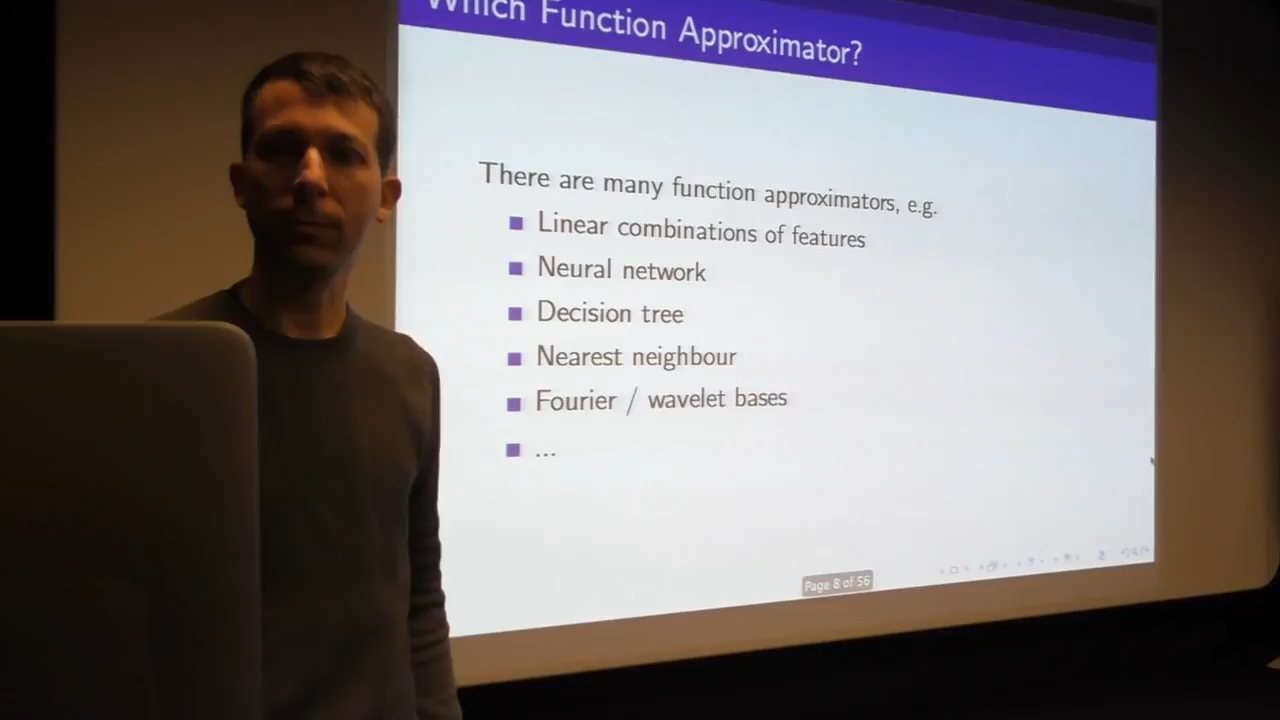 Which Function Approximator?
There are many function approximators, e.g.
Linear combinations of features
Neural network
Decision tree
Nearest neighbour
Fourier / wavelet bases
...
Page 8 of 56